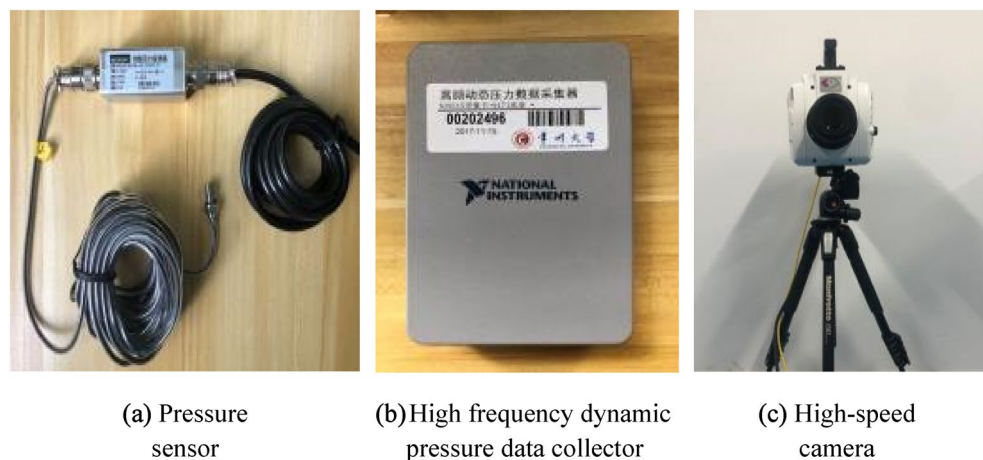 高频动态压力数据采集器
00202496
2017-11-15
NATIONAL
INSTRUMENTS
Manfrotto
(a) Pressure
sensor
(b)High frequency dynamic
pressure data collector
(c) High-speed
camera